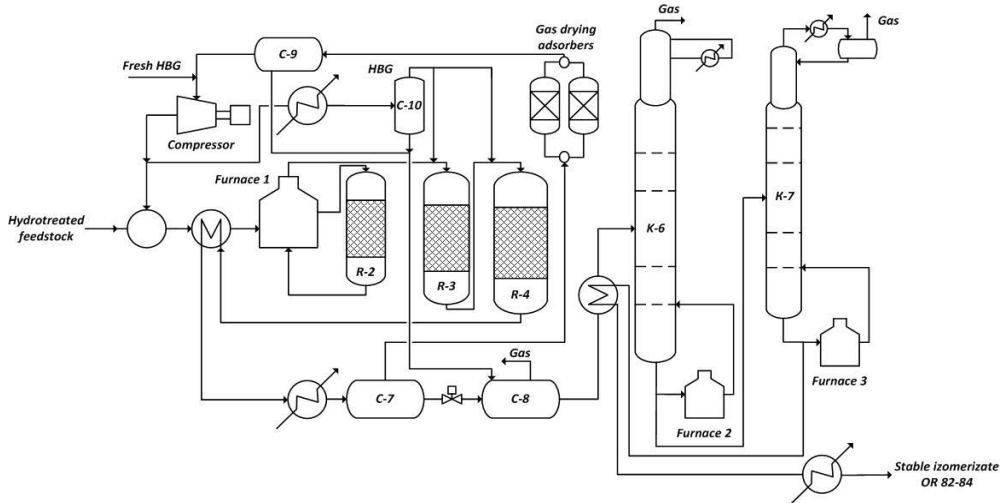 Gas
Gas
Gas drying
adsorbers
C-9
Fresh HBG
HBG
C-10
Compressor
Furnace 1
Hydrotreated
feedstock
R-2
R-3
R-4
K-6
K-7
Gas
C-7
C-8
Furnace 2
Furnace 3
Stable izomerizate
OR 82-84